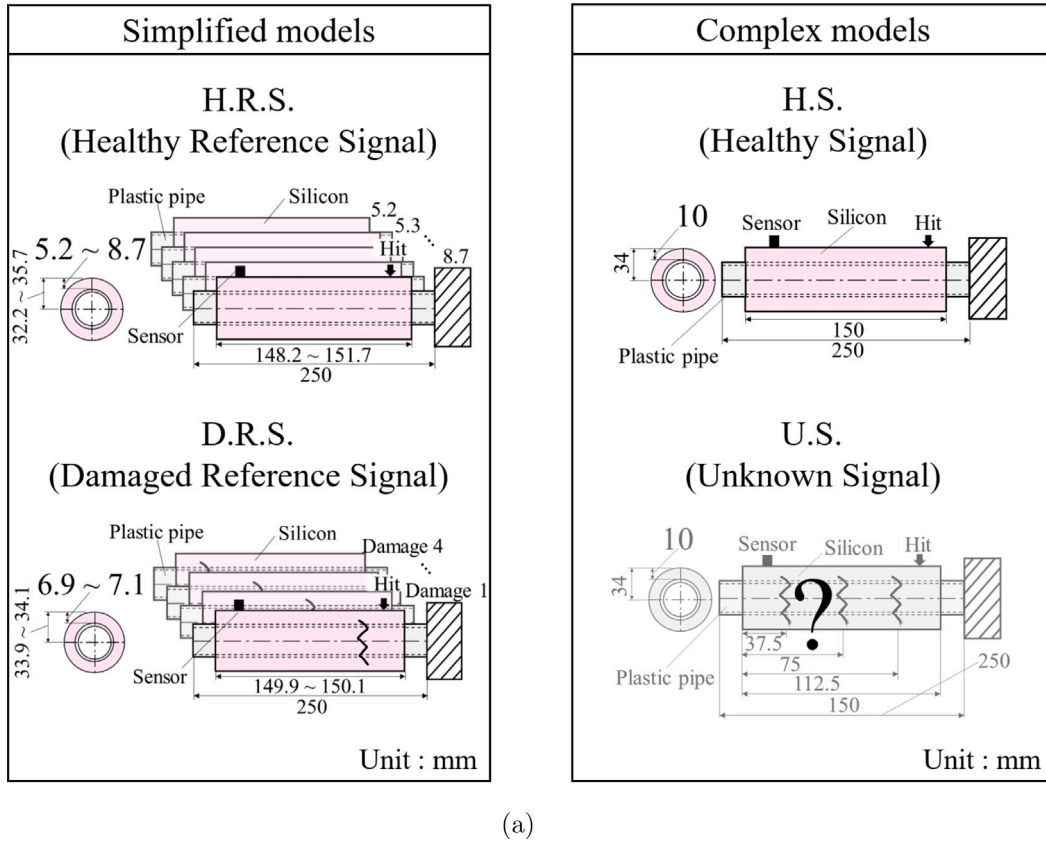 Simplified models
H.R.S.
(Healthy Reference Signal)
Plastic pipe
Silicon
5.2
5.3
Hit
8.7
5.2 ~ 8.7
32.2 ~ 35.7
Sensor
148.2 ~ 151.7
250
D.R.S.
(Damaged Reference Signal)
Plastic pipe
Silicon
Damage 4
Hit
Damage 1
6.9 ~ 7.1
33.9 ~ 34.1
Sensor
149.9 ~ 150.1
250
Unit : mm
Complex models
H.S.
(Healthy Signal)
10
Sensor
Silicon
Hit
34
150
Plastic pipe
250
U.S.
(Unknown Signal)
10
Sensor
Silicon
Hit
34
?
37.5
75
250
Plastic pipe
112.5
150
Unit : mm
(a)